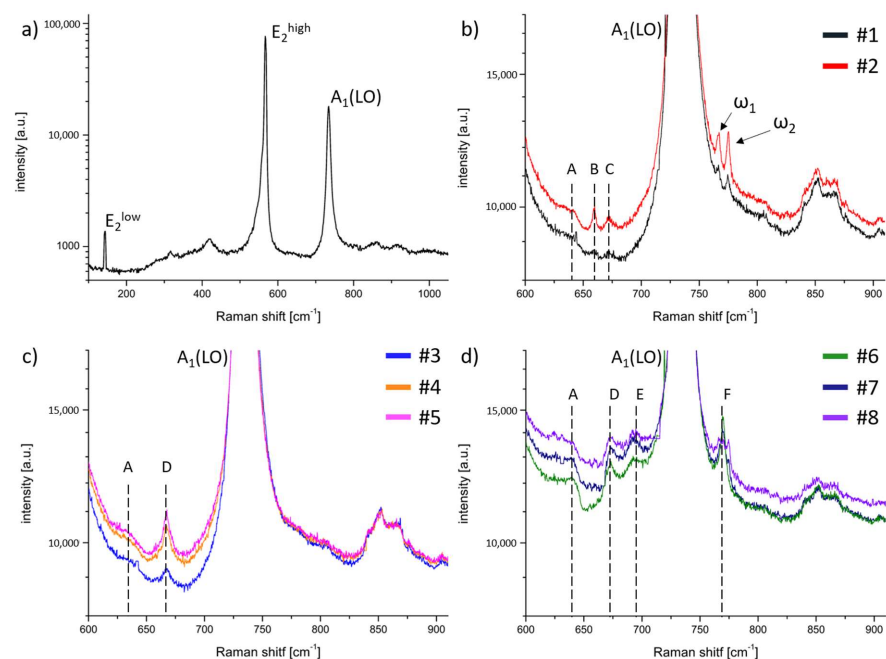 a)
100,000
10,000
1000
intensity [a.u.]
E2low
E2high
A1(LO)
200 400 600 800 1000
Raman shift [cm-1]
b)
15,000
10,000
intensity [a.u.]
A1(LO)
#1
#2
ω1
ω2
A B C
600 650 700 750 800 850 900
Raman shitf [cm-1]
c)
15,000
10,000
intensity [a.u.]
A1(LO)
#3
#4
#5
A D
600 650 700 750 800 850 900
Raman shitf [cm-1]
d)
15,000
10,000
intensity [a.u.]
A1(LO)
#6
#7
#8
A D E F
600 650 700 750 800 850 900
Raman shitf [cm-1]